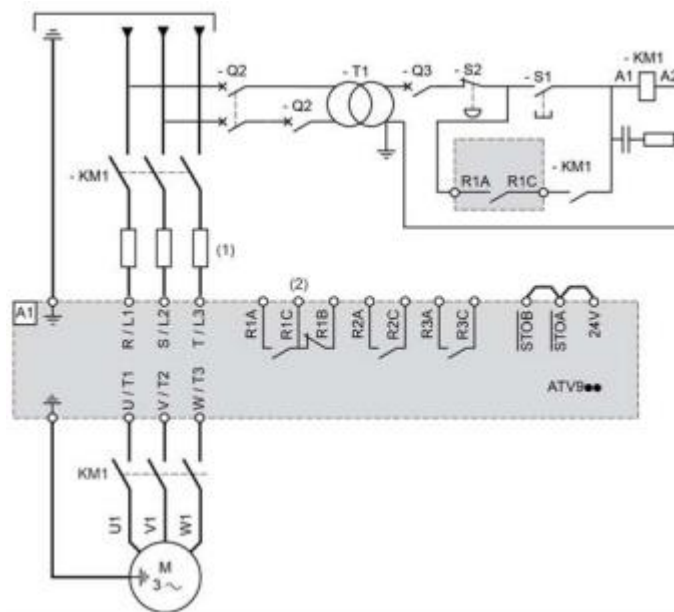 - KM1
- Q2
- T1
- Q3
- S2
- S1
A1
A2
- Q2
- KM1
R1A
R1C
- KM1
(1)
(2)
A1
R / L1
S / L2
T / L3
R1A
R1C
R1B
R2A
R2C
R3A
R3C
STOB
STOA
24V
U / T1
V / T2
W / T3
ATV9●●
KM1
U1
V1
W1
M
3 ~